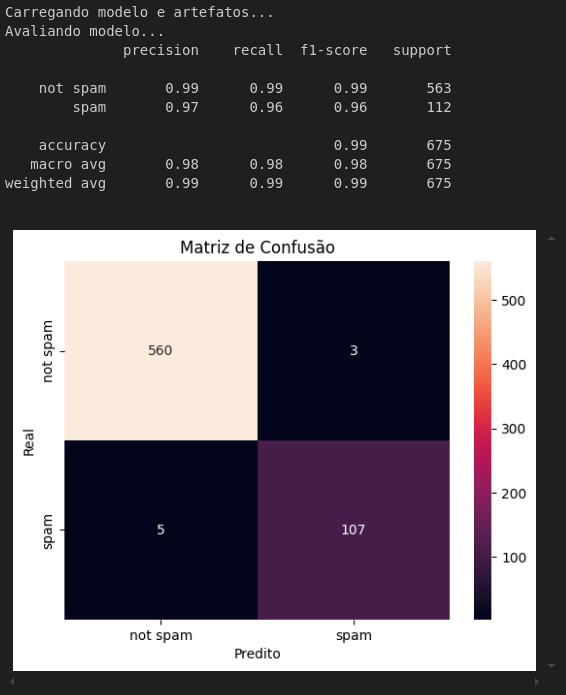 Carregando modelo e artefatos...
Avaliando modelo...
precision recall f1-score support
not spam 0.99 0.99 0.99 563
spam 0.97 0.96 0.96 112
accuracy 0.99 675
macro avg 0.98 0.98 0.98 675
weighted avg 0.99 0.99 0.99 675
Matriz de Confusão
500
400
300
200
100
not spam
560 3
Real
spam
5 107
not spam spam
Predito